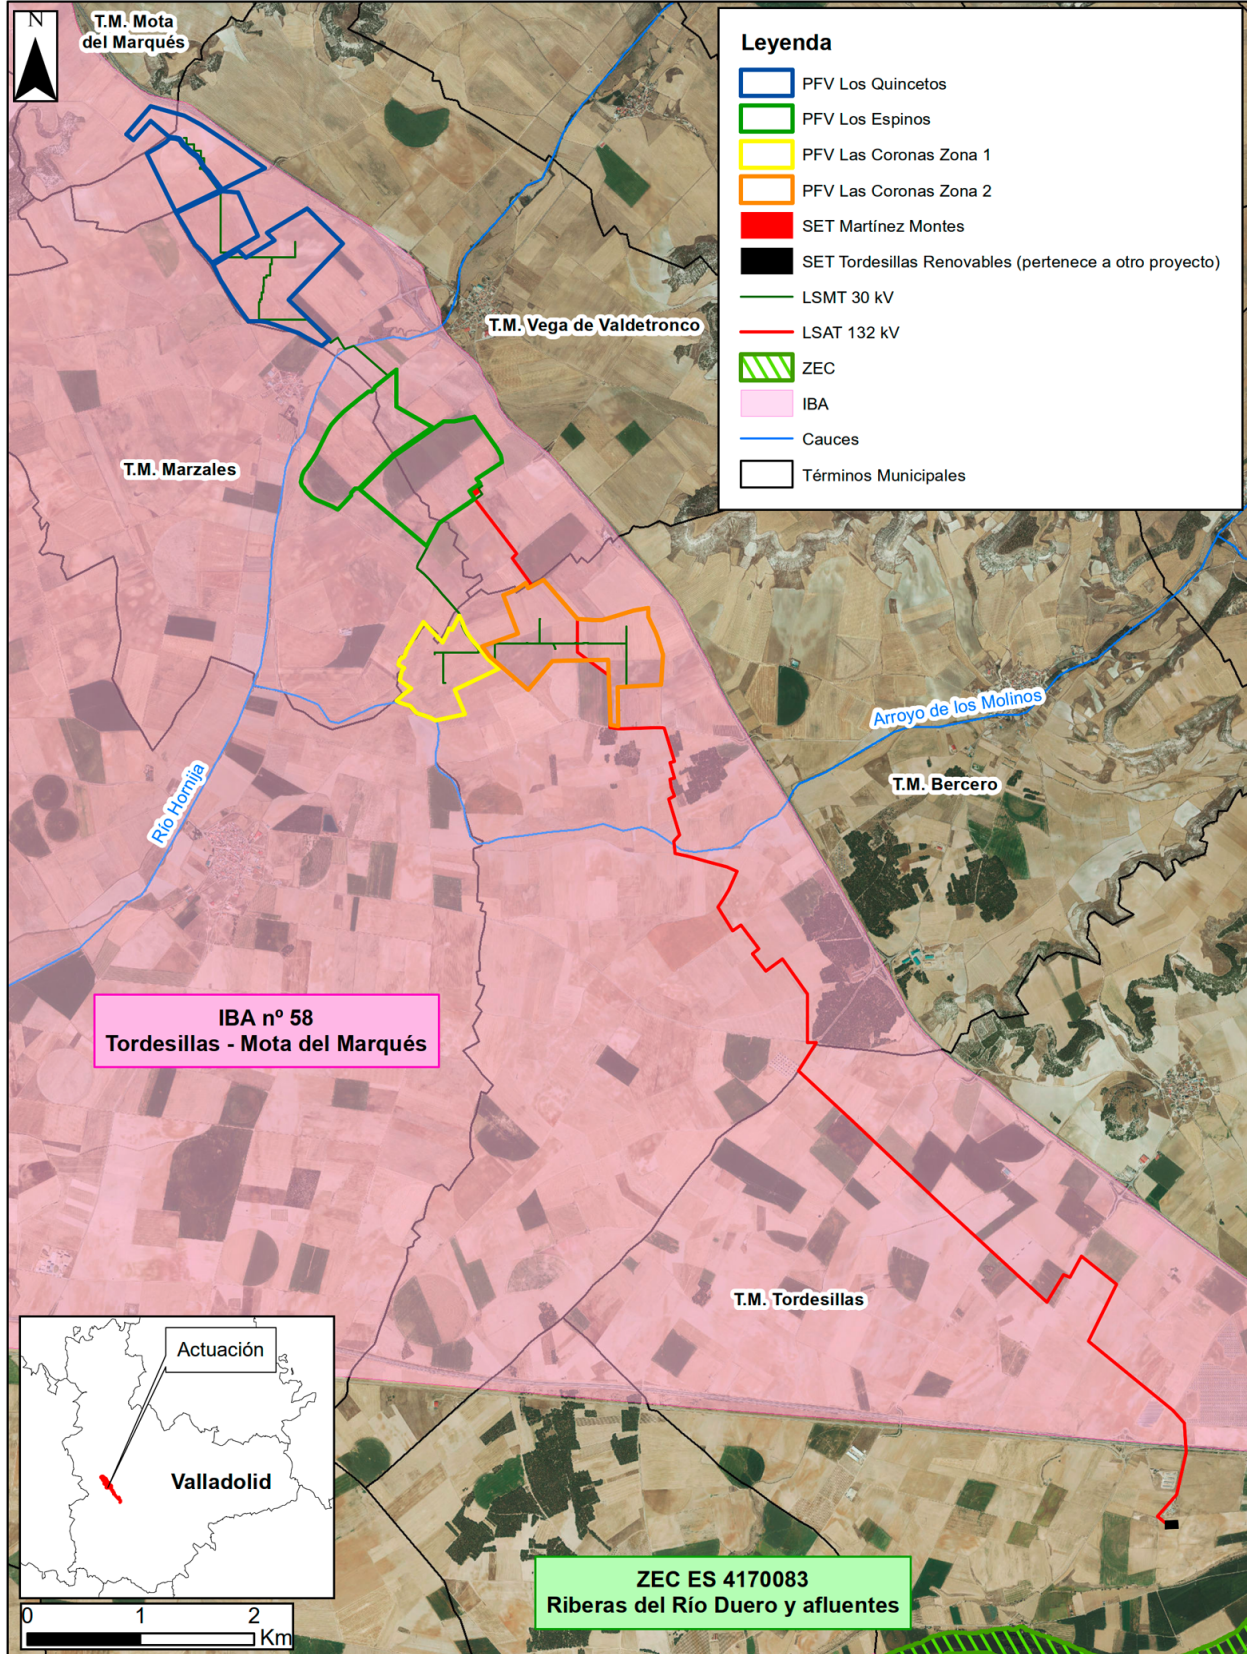 N
T.M. Mota
del Marqués
Leyenda
PFV Los Quincetos
PFV Los Espinos
PFV Las Coronas Zona 1
PFV Las Coronas Zona 2
SET Martínez Montes
SET Tordesillas Renovables (pertenece a otro proyecto)
LSMT 30 kV
LSAT 132 kV
ZEC
IBA
Cauces
Términos Municipales
T.M. Vega de Valdetronco
T.M. Marzales
Arroyo de los Molinos
T.M. Bercero
Río Hornija
IBA nº 58
Tordesillas - Mota del Marqués
T.M. Tordesillas
Actuación
Valladolid
ZEC ES 4170083
Riberas del Río Duero y afluentes
0 1 2
Km